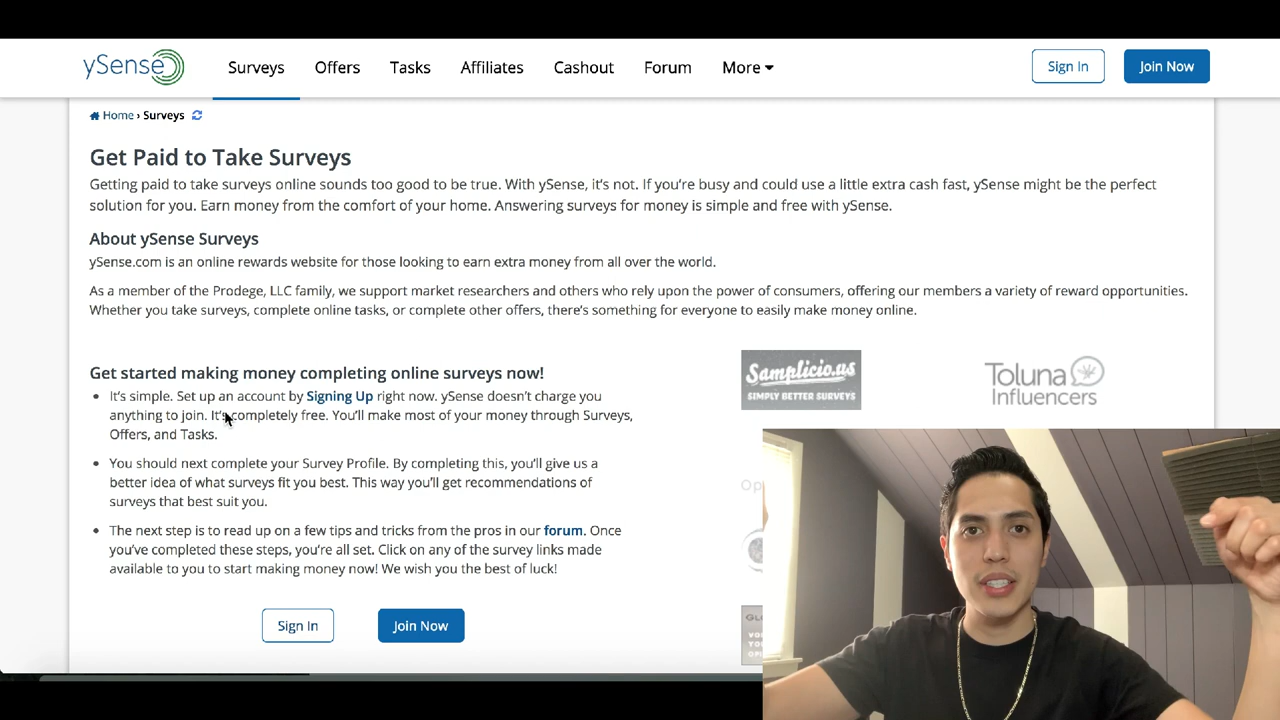 ySense
Surveys
Offers
Tasks
Affiliates
Cashout
Forum
More
Sign In
Join Now
Home › Surveys
Get Paid to Take Surveys
Getting paid to take surveys online sounds too good to be true. With ySense, it's not. If you're busy and could use a little extra cash fast, ySense might be the perfect
solution for you. Earn money from the comfort of your home. Answering surveys for money is simple and free with ySense.
About ySense Surveys
ySense.com is an online rewards website for those looking to earn extra money from all over the world.
As a member of the Prodege, LLC family, we support market researchers and others who rely upon the power of consumers, offering our members a variety of reward opportunities.
Whether you take surveys, complete online tasks, or complete other offers, there's something for everyone to easily make money online.
Get started making money completing online surveys now!
It's simple. Set up an account by Signing Up right now. ySense doesn't charge you
anything to join. It's completely free. You'll make most of your money through Surveys,
Offers, and Tasks.
You should next complete your Survey Profile. By completing this, you'll give us a
better idea of what surveys fit you best. This way you'll get recommendations of
surveys that best suit you.
The next step is to read up on a few tips and tricks from the pros in our forum. Once
you've completed these steps, you're all set. Click on any of the survey links made
available to you to start making money now! We wish you the best of luck!
Sign In
Join Now
Samplicio.us
SIMPLY BETTER SURVEYS
Toluna
Influencers